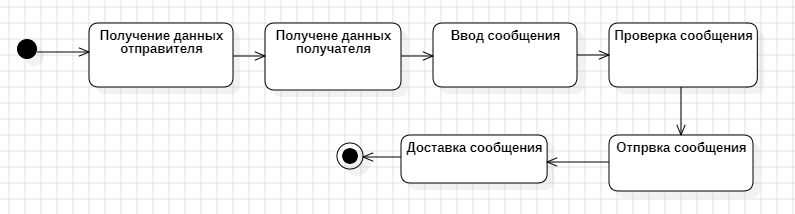 Получение данных
отправителя
Получене данных
получателя
Ввод сообщения
Проверка сообщения
Отпрвка сообщения
Доставка сообщения